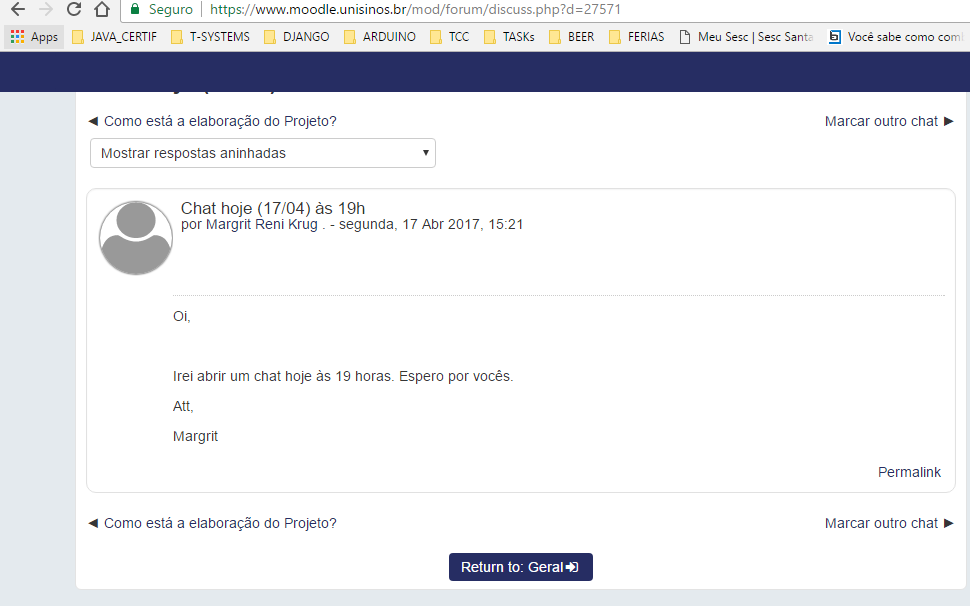 Seguro https://www.moodle.unisinos.br/mod/forum/discuss.php?d=27571
Apps JAVA_CERTIF T-SYSTEMS DJANGO ARDUINO TCC TASKs BEER FERIAS Meu Sesc | Sesc Santa Você sabe como com
◄ Como está a elaboração do Projeto? Marcar outro chat ►
Mostrar respostas aninhadas
Chat hoje (17/04) às 19h
por Margrit Reni Krug . - segunda, 17 Abr 2017, 15:21
Oi,
Irei abrir um chat hoje às 19 horas. Espero por vocês.
Att,
Margrit
Permalink
◄ Como está a elaboração do Projeto? Marcar outro chat ►
Return to: Geral